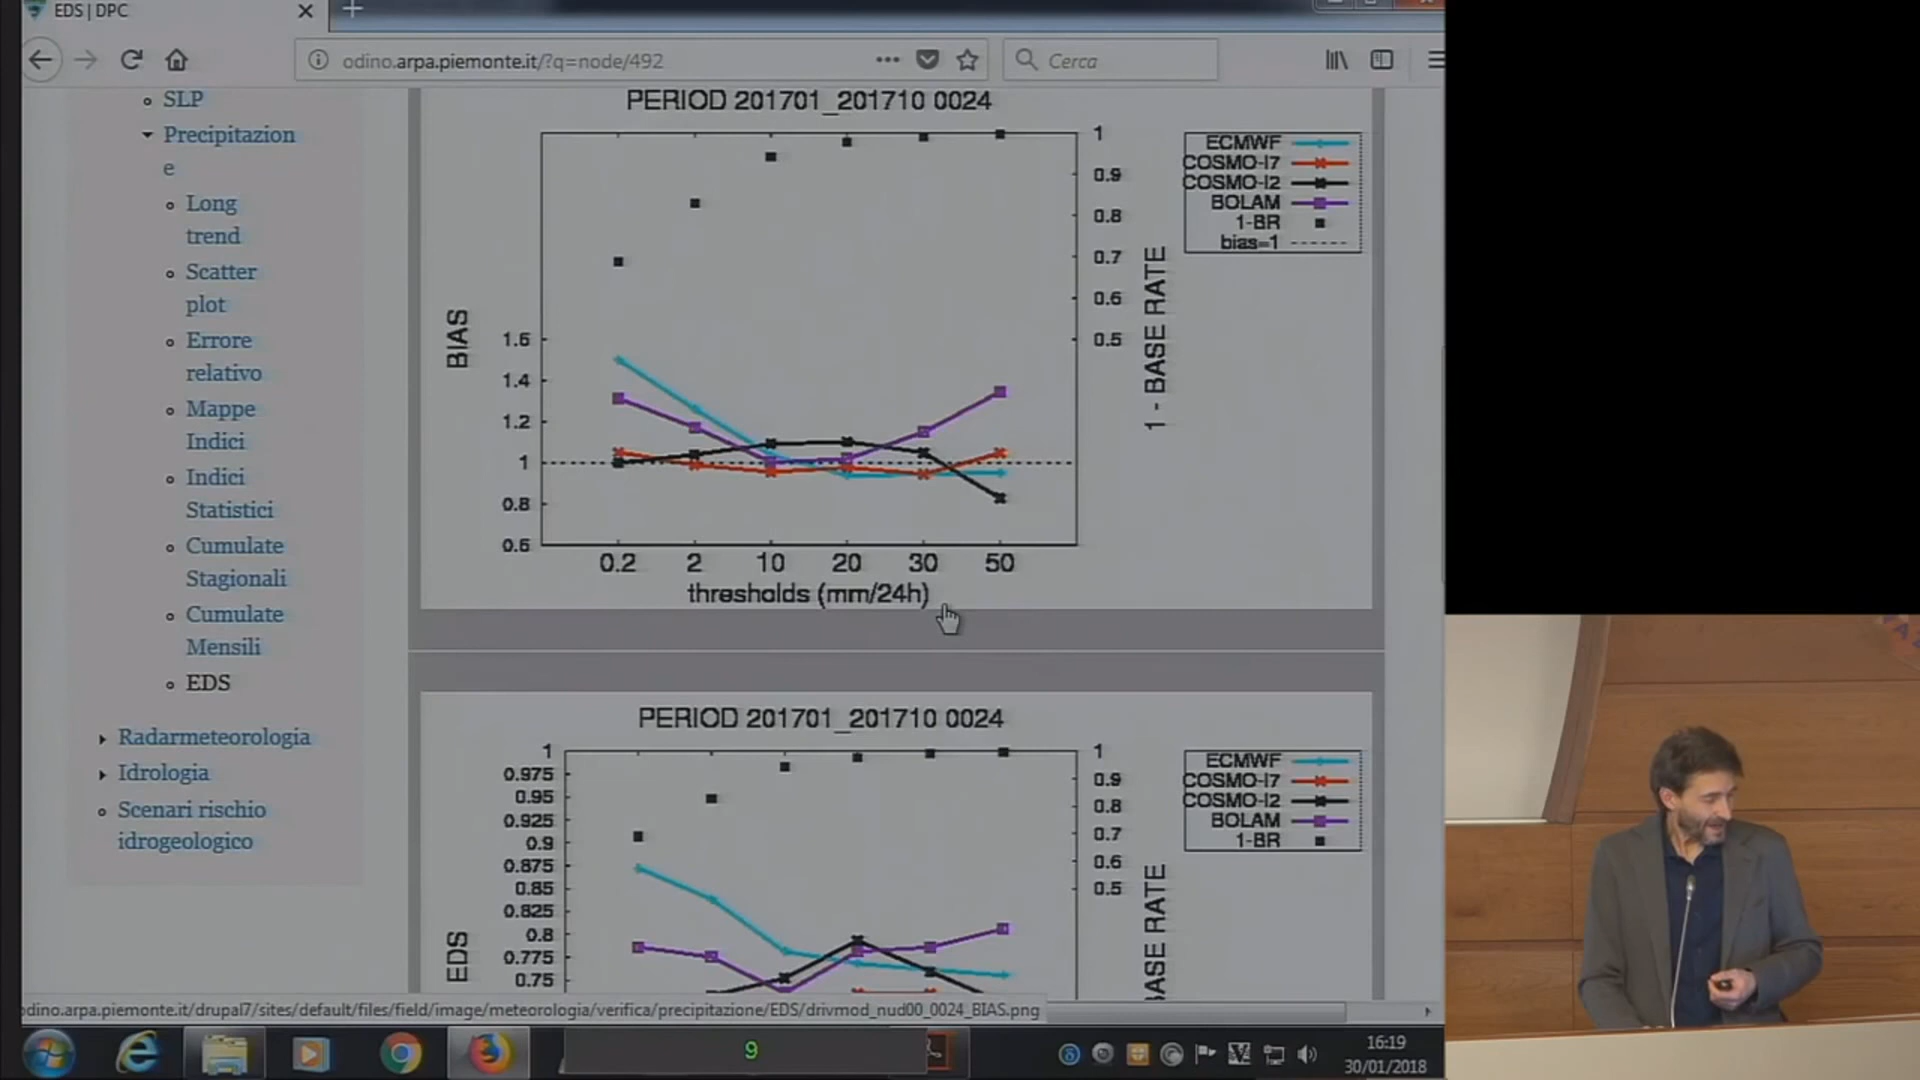 EDS | DPC
odino.arpa.piemonte.it/?q=node/492
Cerca
SLP
Precipitazion
e
Long
trend
Scatter
plot
Errore
relativo
Mappe
Indici
Indici
Statistici
Cumulate
Stagionali
Cumulate
Mensili
EDS
Radarmeteorologia
Idrologia
Scenari rischio
idrogeologico
PERIOD 201701_201710 0024
BIAS
1.6
1.4
1.2
1
0.8
0.6
0.2 2 10 20 30 50
thresholds (mm/24h)
1
0.9
0.8
0.7
0.6
0.5
1 - BASE RATE
ECMWF
COSMO-I7
COSMO-I2
BOLAM
1-BR
bias=1
PERIOD 201701_201710 0024
EDS
1
0.975
0.95
0.925
0.9
0.875
0.85
0.825
0.8
0.775
0.75
1
0.9
0.8
0.7
0.6
0.5
ASE RATE
ECMWF
COSMO-I7
COSMO-I2
BOLAM
1-BR
odino.arpa.piemonte.it/drupal7/sites/default/files/field/image/meteorologia/verifica/precipitazione/EDS/drivmod_nud00_0024_BIAS.png
9
16:19
30/01/2018